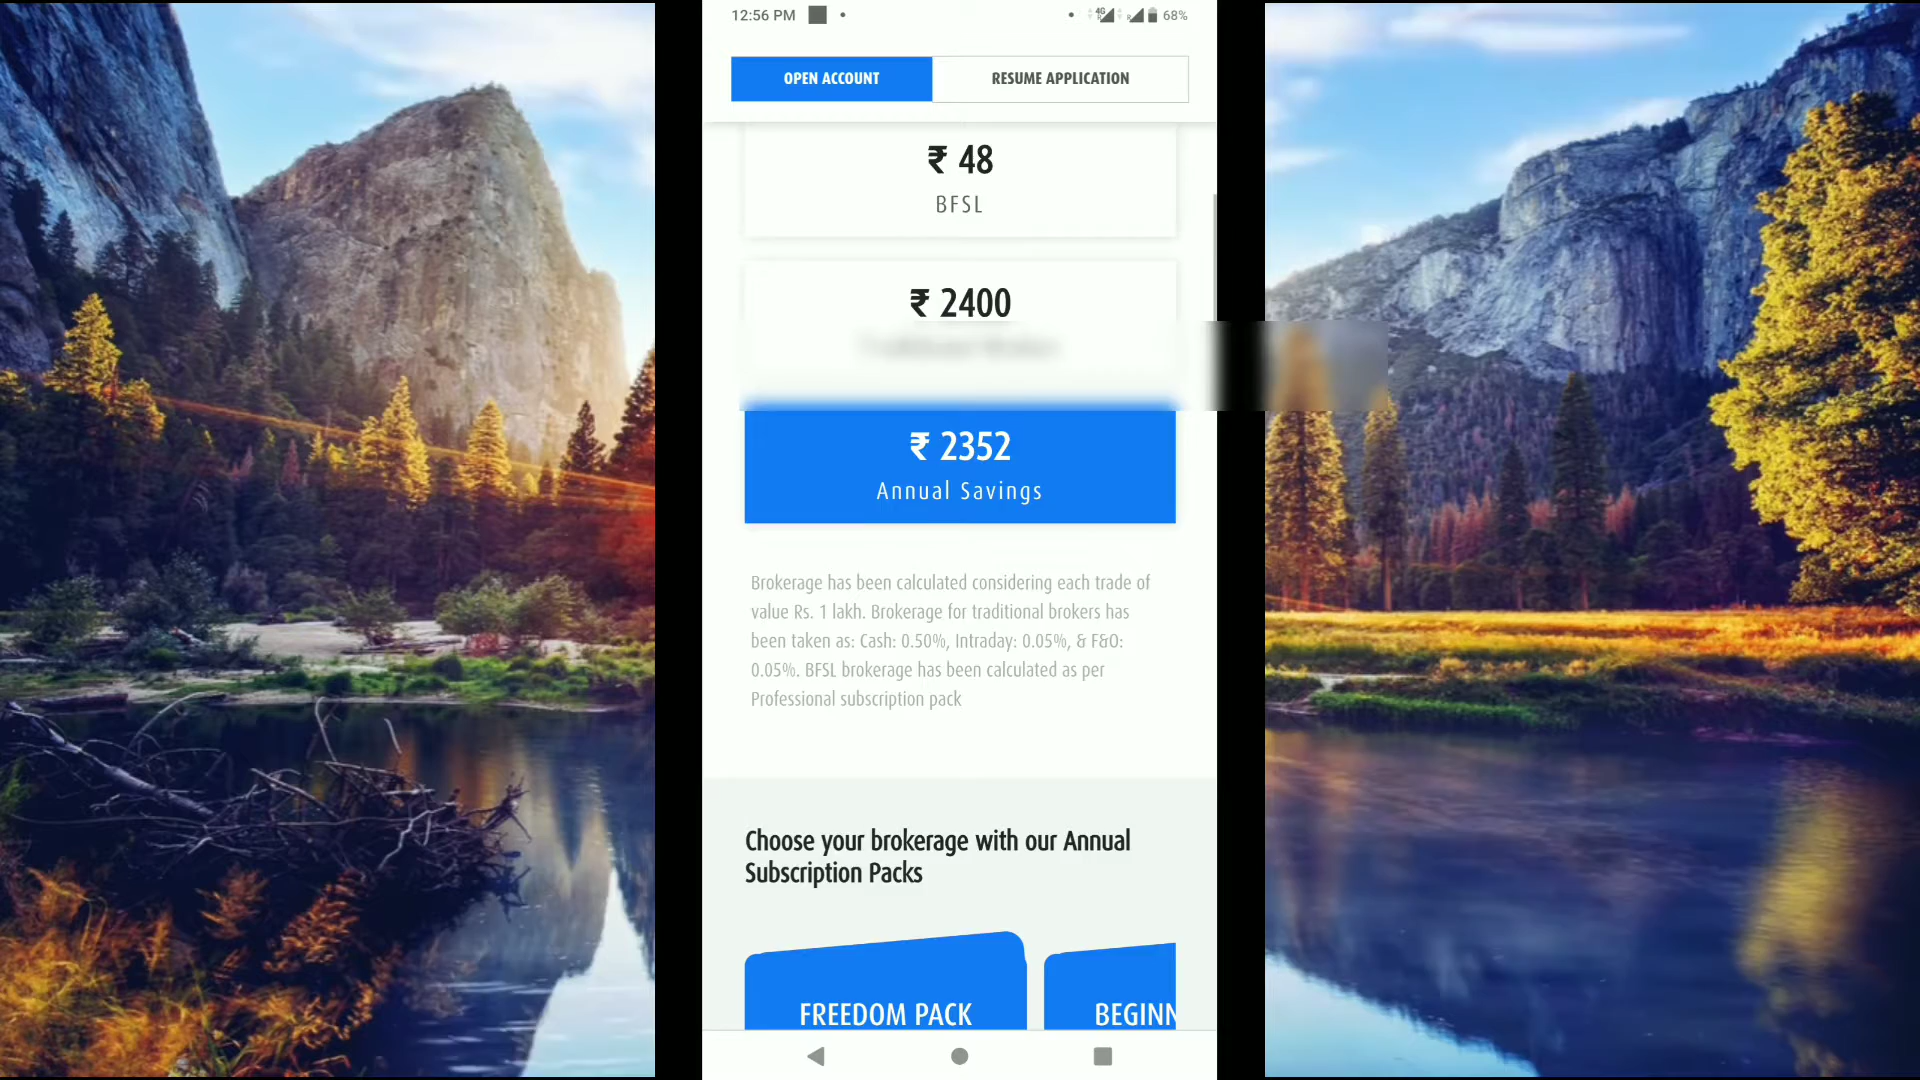 12:56 PM
4G
R
R
68%
OPEN ACCOUNT
RESUME APPLICATION
₹ 48
BFSL
₹ 2400
₹ 2352
Annual Savings
Brokerage has been calculated considering each trade of
value Rs. 1 lakh. Brokerage for traditional brokers has
been taken as: Cash: 0.50%, Intraday: 0.05%, & F&O:
0.05%. BFSL brokerage has been calculated as per
Professional subscription pack
Choose your brokerage with our Annual
Subscription Packs
FREEDOM PACK
BEGINN